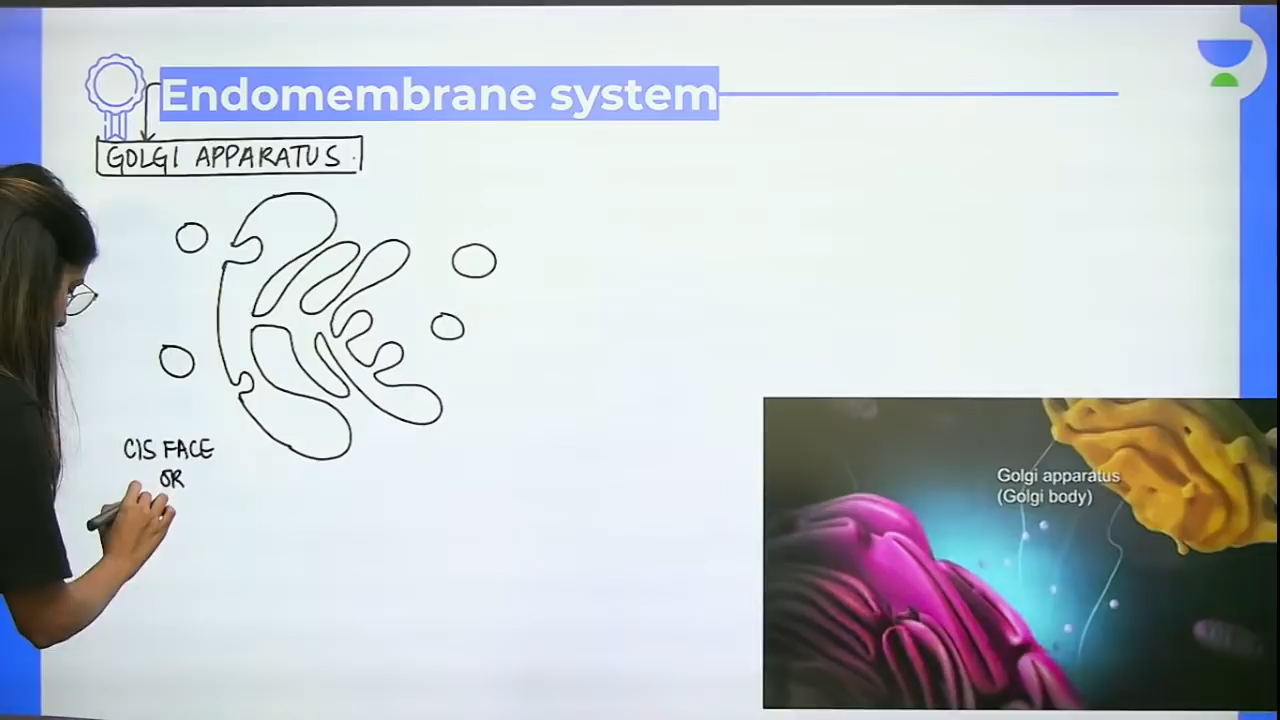 Endomembrane system
GOLGI APPARATUS.
CIS FACE
OR
Golgi apparatus
(Golgi body)